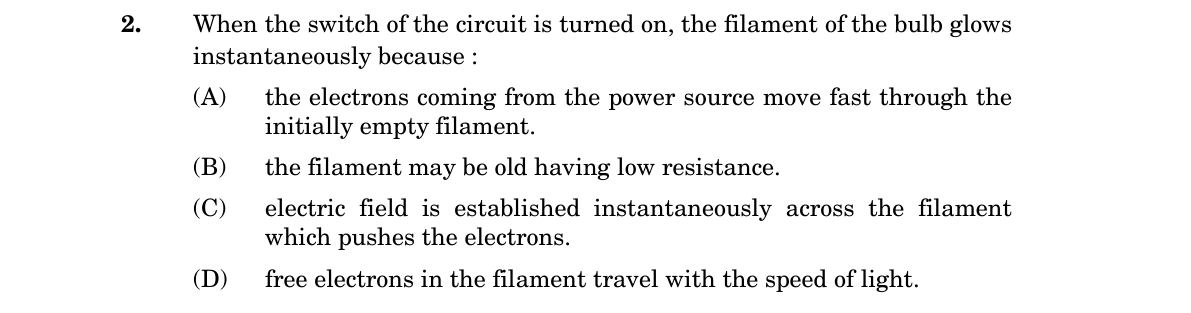 2. When the switch of the circuit is turned on, the filament of the bulb glows
instantaneously because :
(A) the electrons coming from the power source move fast through the
initially empty filament.
(B) the filament may be old having low resistance.
(C) electric field is established instantaneously across the filament
which pushes the electrons.
(D) free electrons in the filament travel with the speed of light.